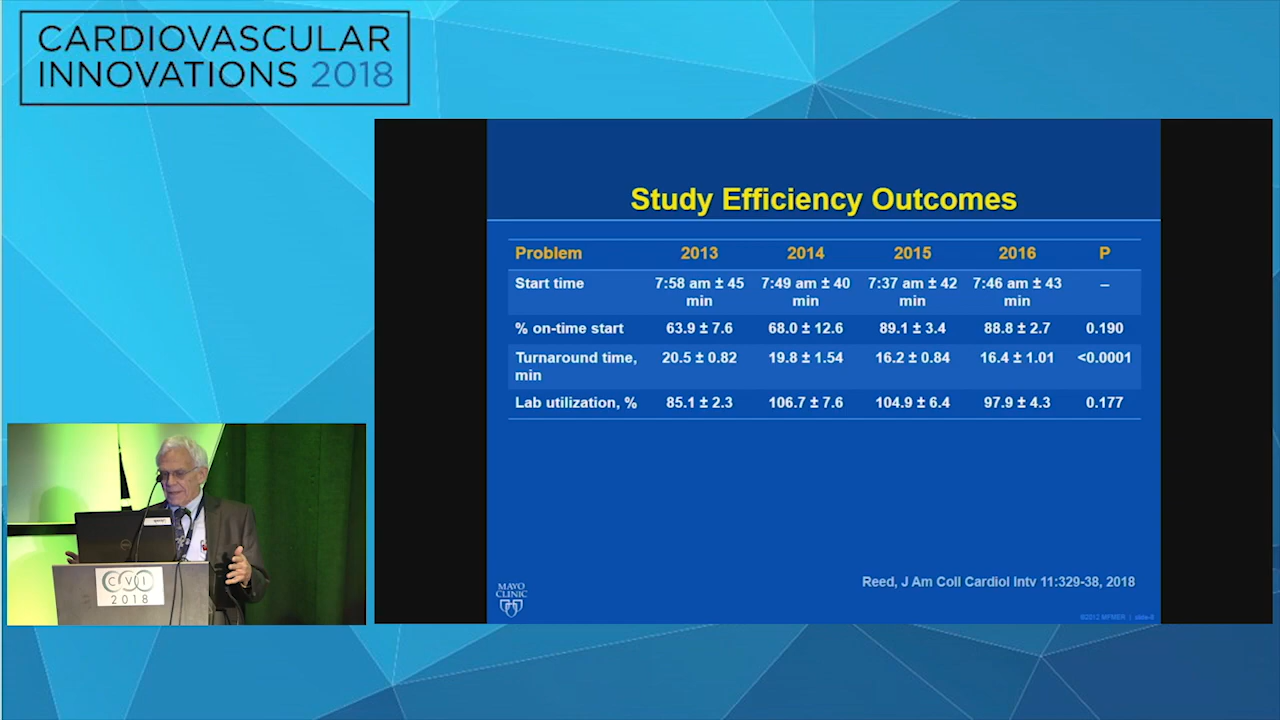 CARDIOVASCULAR
INNOVATIONS 2018
Study Efficiency Outcomes
Problem 2013 2014 2015 2016 P
Start time 7:58 am ± 45 min 7:49 am ± 40 min 7:37 am ± 42 min 7:46 am ± 43 min –
% on-time start 63.9 ± 7.6 68.0 ± 12.6 89.1 ± 3.4 88.8 ± 2.7 0.190
Turnaround time, min 20.5 ± 0.82 19.8 ± 1.54 16.2 ± 0.84 16.4 ± 1.01 <0.0001
Lab utilization, % 85.1 ± 2.3 106.7 ± 7.6 104.9 ± 6.4 97.9 ± 4.3 0.177
Reed, J Am Coll Cardiol Intv 11:329-38, 2018
MAYO
CLINIC
CVI
2018